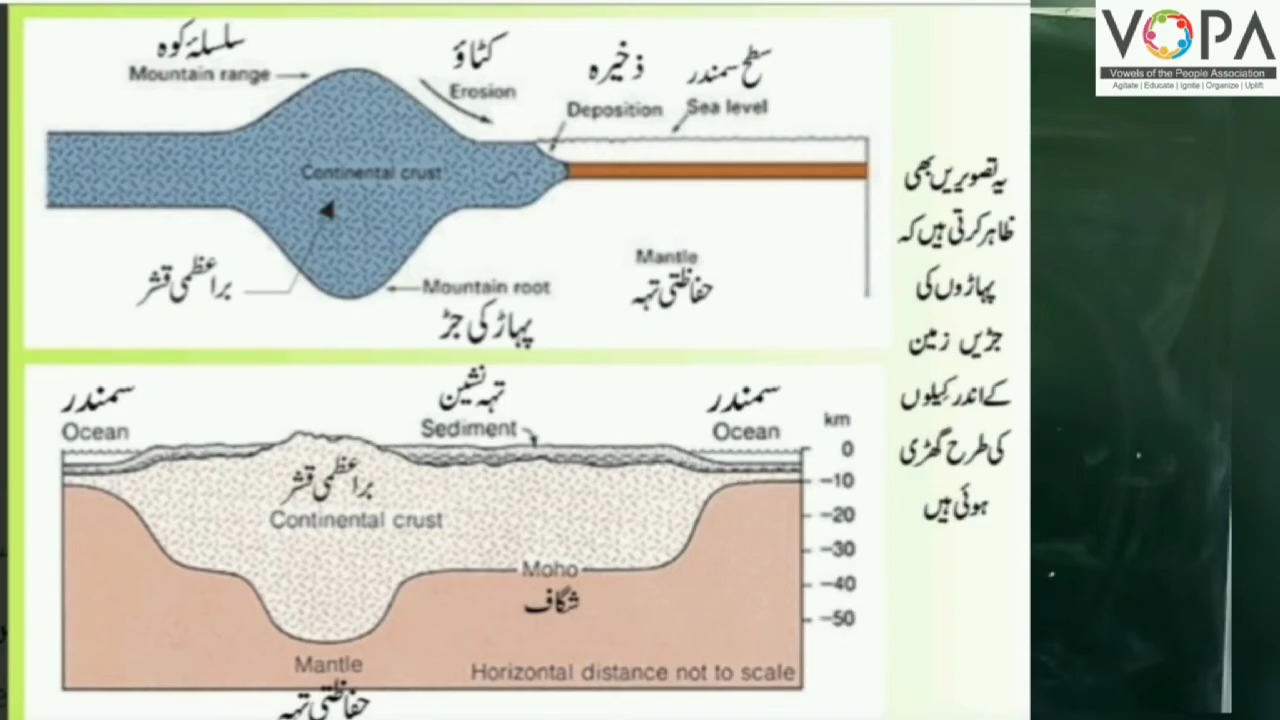 سلسلۂ کوہ
Mountain range
کٹاؤ
Erosion
ذخیرہ
Deposition
سطح سمندر
Sea level
Continental crust
براعظمی قشر
Mountain root
پہاڑ کی جڑ
Mantle
حفاظتی تہہ
سمندر
Ocean
تہہ نشین
Sediment
سمندر
Ocean
km
0
-10
-20
-30
-40
-50
براعظمی قشر
Continental crust
Moho
شگاف
Mantle
حفاظتی تہہ
Horizontal distance not to scale
یہ تصویریں بھی
ظاہر کرتی ہیں کہ
پہاڑوں کی
جڑیں زمین
کے اندر کیلوں
کی طرح گھڑی
ہوئی ہیں
VOPA
Vowels of the People Association
Agitate | Educate | Ignite | Organize | Uplift